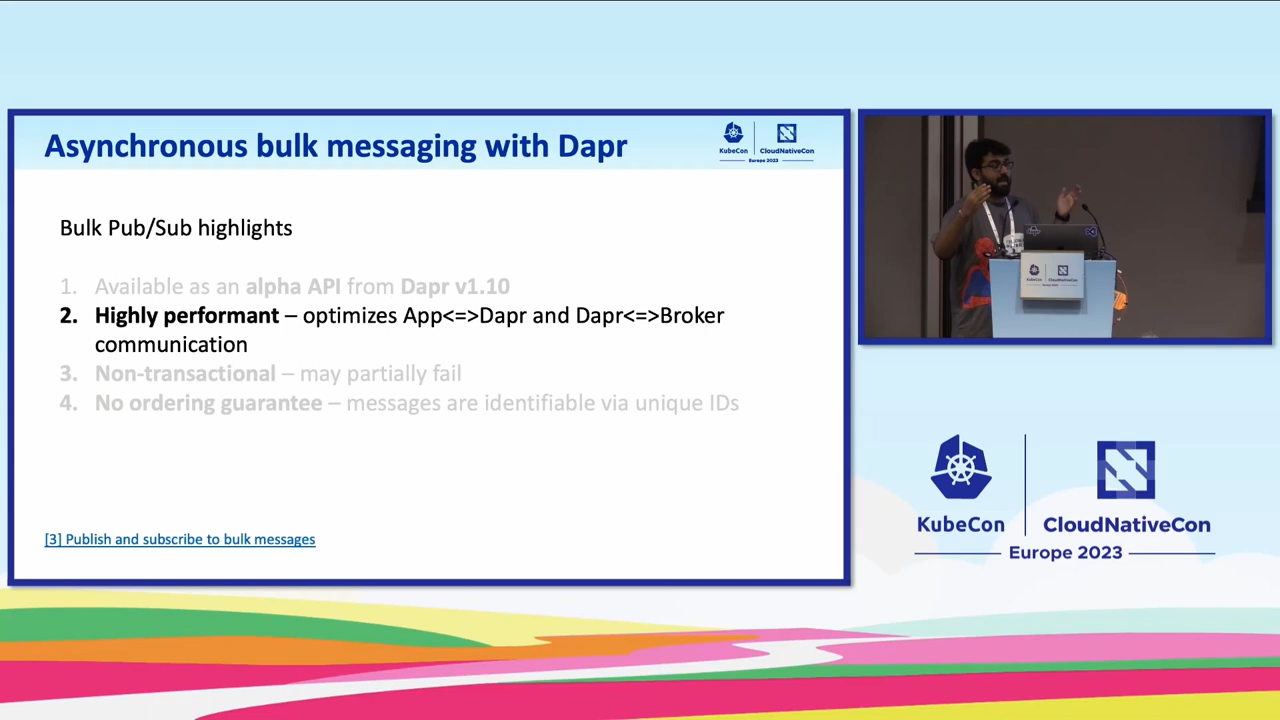 Asynchronous bulk messaging with Dapr
KubeCon
CloudNativeCon
Europe 2023
Bulk Pub/Sub highlights
1. Available as an alpha API from Dapr v1.10
2. Highly performant – optimizes App<=>Dapr and Dapr<=>Broker
communication
3. Non-transactional – may partially fail
4. No ordering guarantee – messages are identifiable via unique IDs
[3] Publish and subscribe to bulk messages
KubeCon
CloudNativeCon
Europe 2023